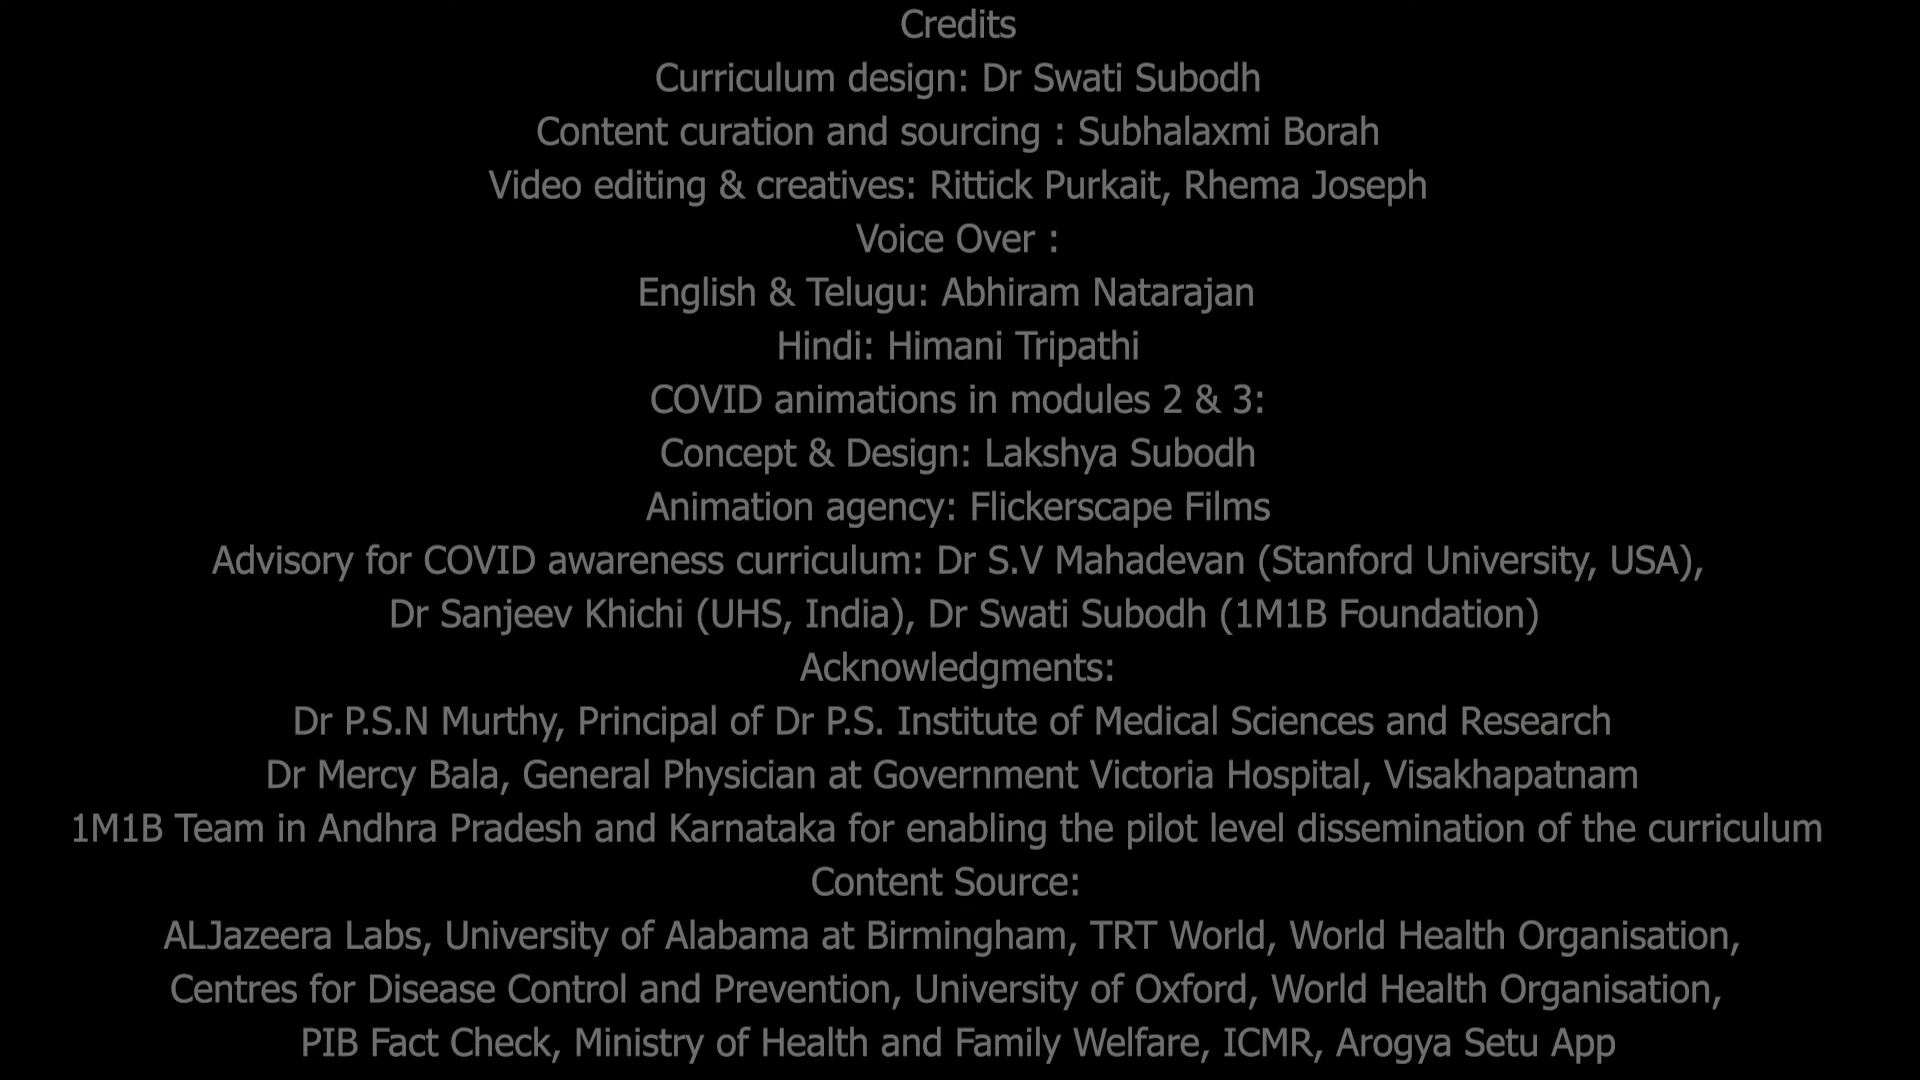 Credits
Curriculum design: Dr Swati Subodh
Content curation and sourcing : Subhalaxmi Borah
Video editing & creatives: Rittick Purkait, Rhema Joseph
Voice Over :
English & Telugu: Abhiram Natarajan
Hindi: Himani Tripathi
COVID animations in modules 2 & 3:
Concept & Design: Lakshya Subodh
Animation agency: Flickerscape Films
Advisory for COVID awareness curriculum: Dr S.V Mahadevan (Stanford University, USA),
Dr Sanjeev Khichi (UHS, India), Dr Swati Subodh (1M1B Foundation)
Acknowledgments:
Dr P.S.N Murthy, Principal of Dr P.S. Institute of Medical Sciences and Research
Dr Mercy Bala, General Physician at Government Victoria Hospital, Visakhapatnam
1M1B Team in Andhra Pradesh and Karnataka for enabling the pilot level dissemination of the curriculum
Content Source:
ALJazeera Labs, University of Alabama at Birmingham, TRT World, World Health Organisation,
Centres for Disease Control and Prevention, University of Oxford, World Health Organisation,
PIB Fact Check, Ministry of Health and Family Welfare, ICMR, Arogya Setu App